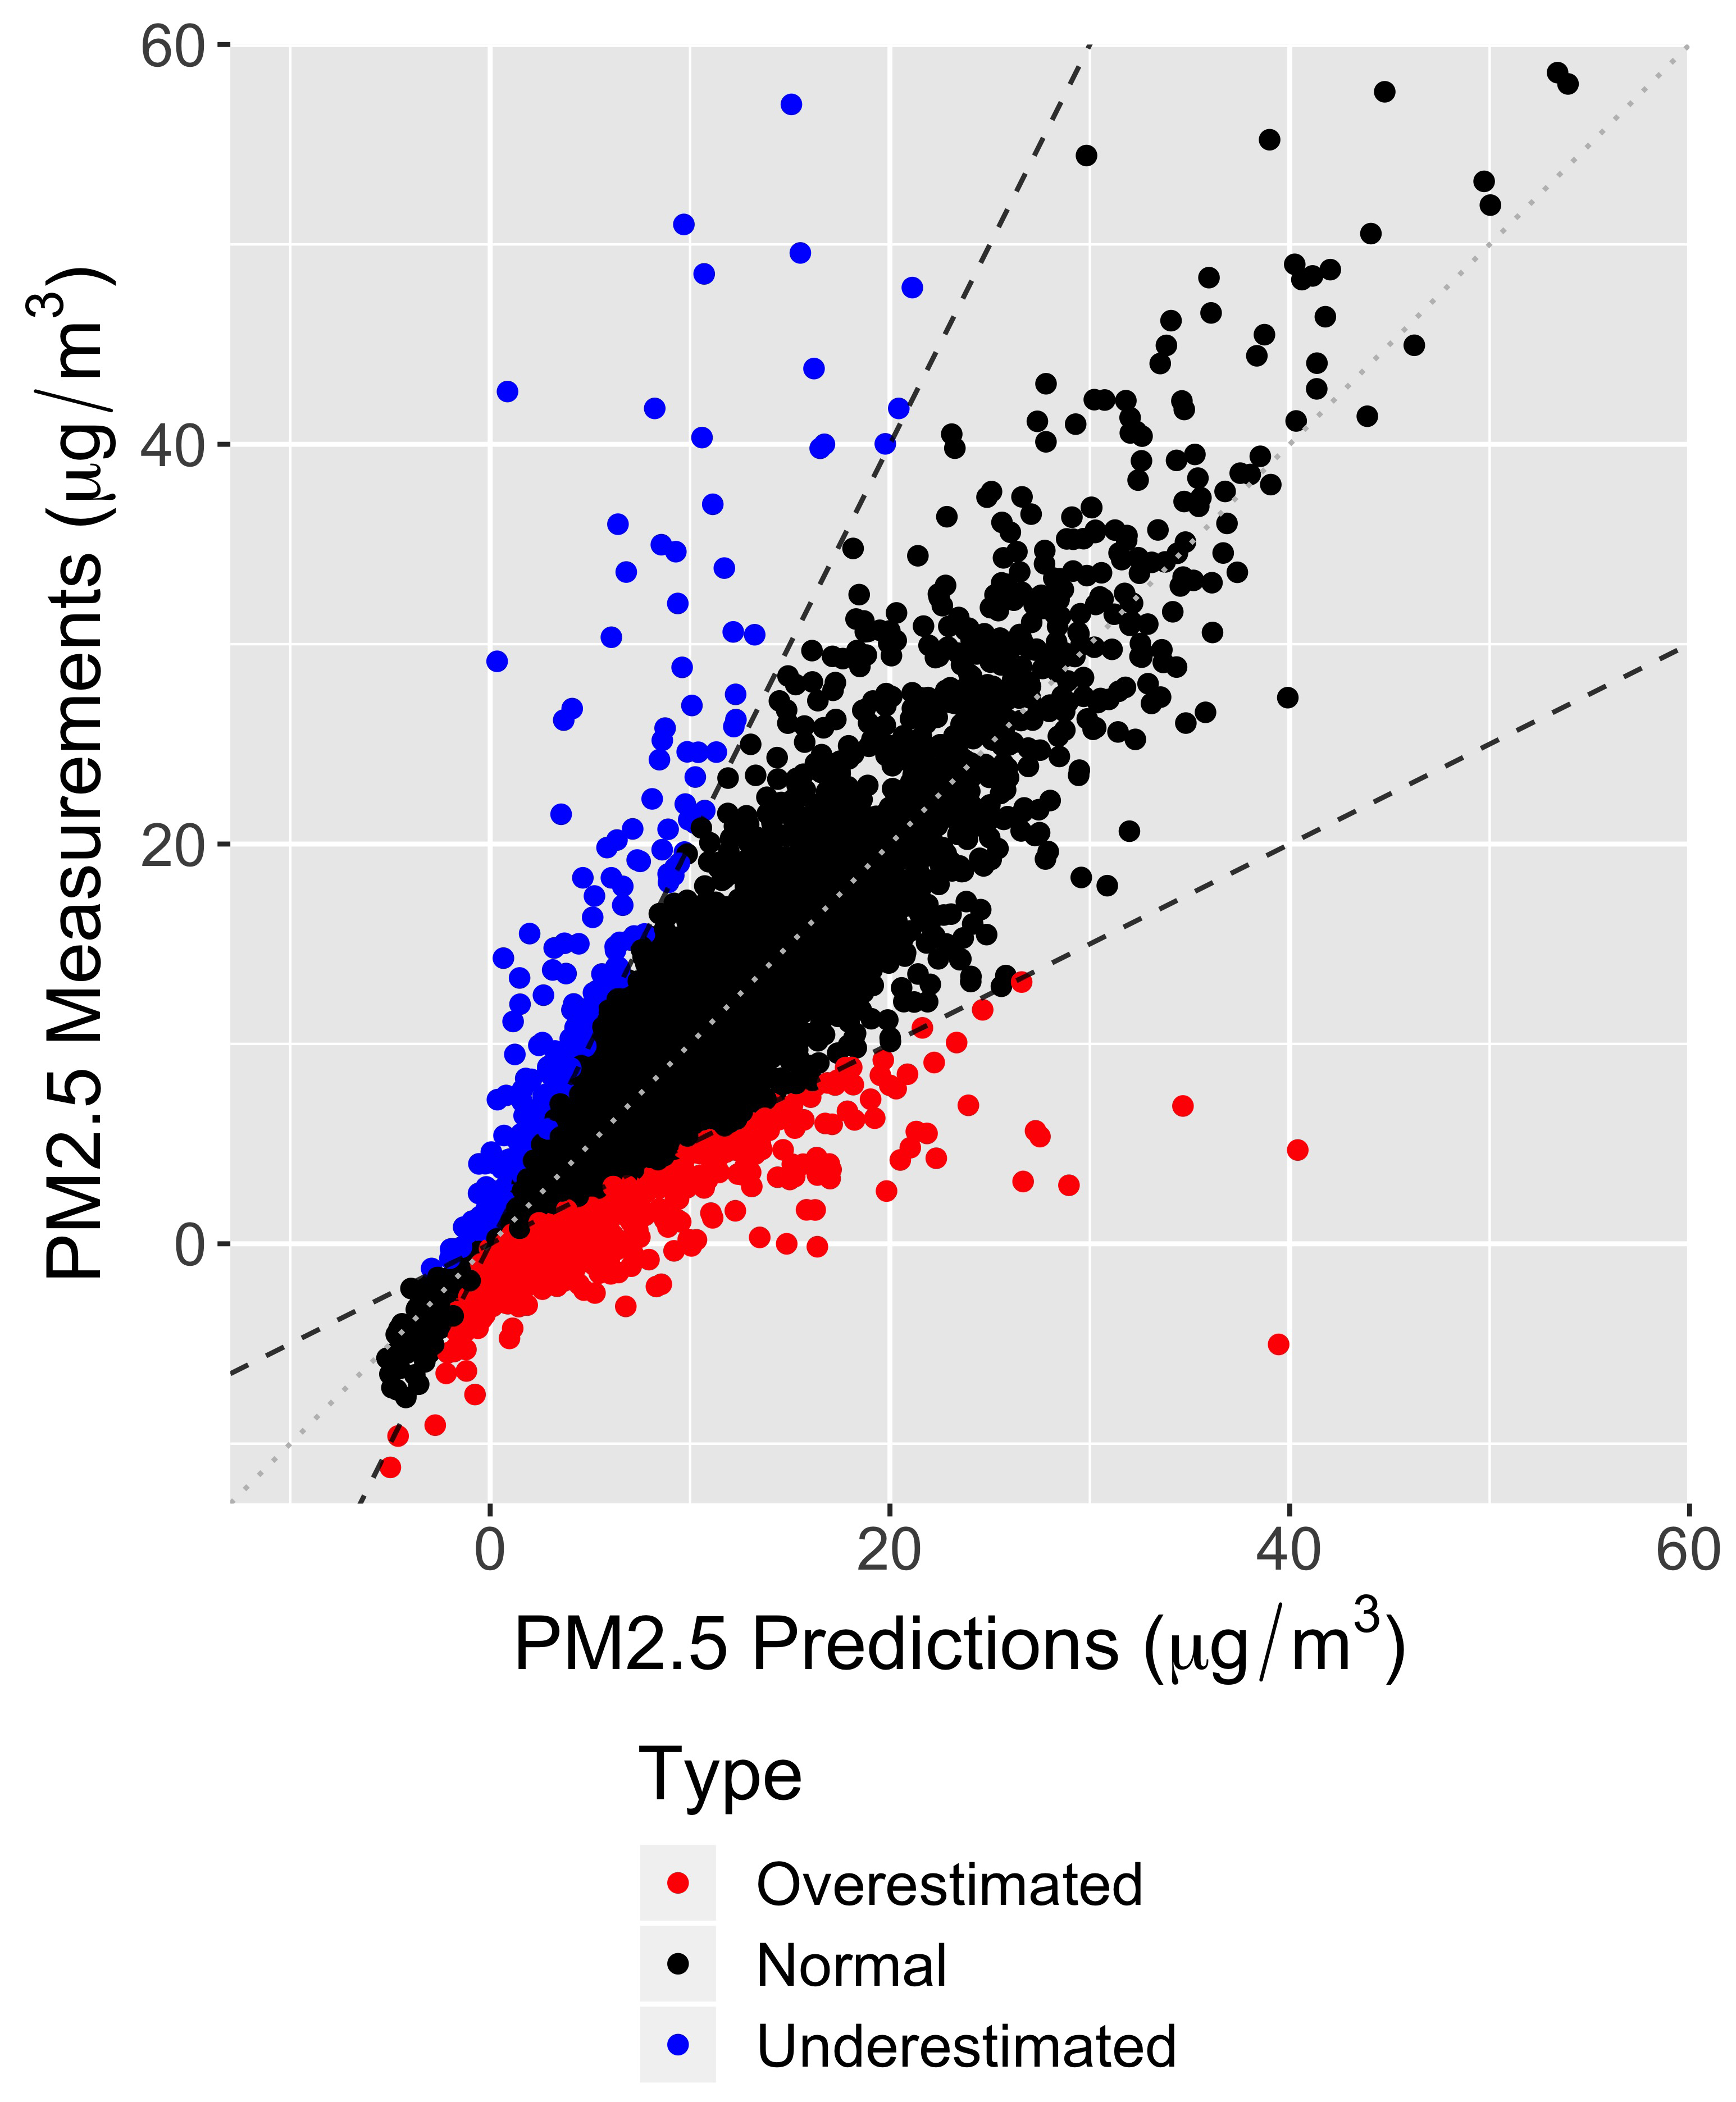 60
40
20
0
PM2.5 Measurements (μg/m³)
0 20 40 60
PM2.5 Predictions (μg/m³)
Type
Overestimated
Normal
Underestimated